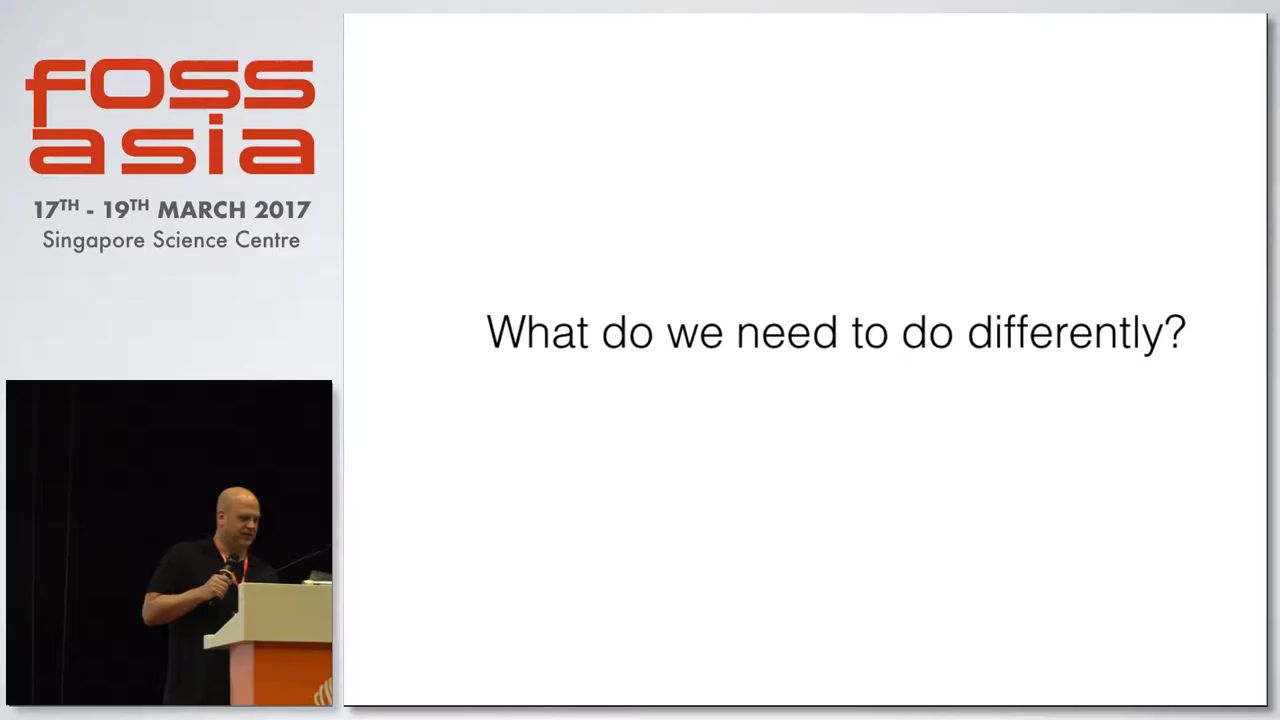 foss
asia
17TH - 19TH MARCH 2017
Singapore Science Centre
What do we need to do differently?